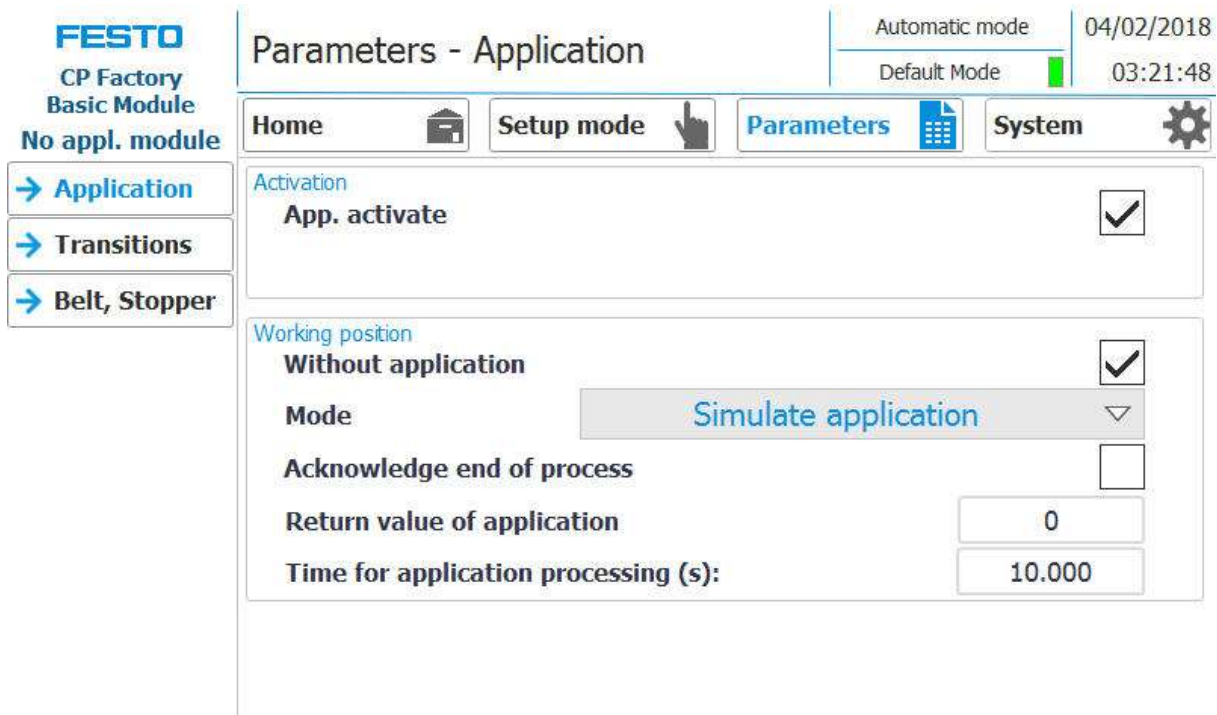 FESTO
CP Factory
Basic Module
No appl. module
Parameters - Application
Automatic mode
Default Mode
04/02/2018
03:21:48
Home
Setup mode
Parameters
System
Application
Transitions
Belt, Stopper
Activation
App. activate
Working position
Without application
Mode Simulate application
Acknowledge end of process
Return value of application 0
Time for application processing (s): 10.000